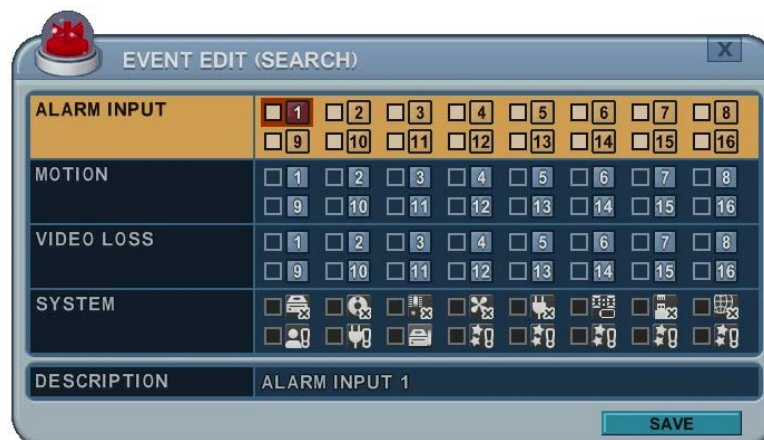 EVENT EDIT (SEARCH)
X
ALARM INPUT
1 2 3 4 5 6 7 8
9 10 11 12 13 14 15 16
MOTION
1 2 3 4 5 6 7 8
9 10 11 12 13 14 15 16
VIDEO LOSS
1 2 3 4 5 6 7 8
9 10 11 12 13 14 15 16
SYSTEM
DESCRIPTION ALARM INPUT 1
SAVE